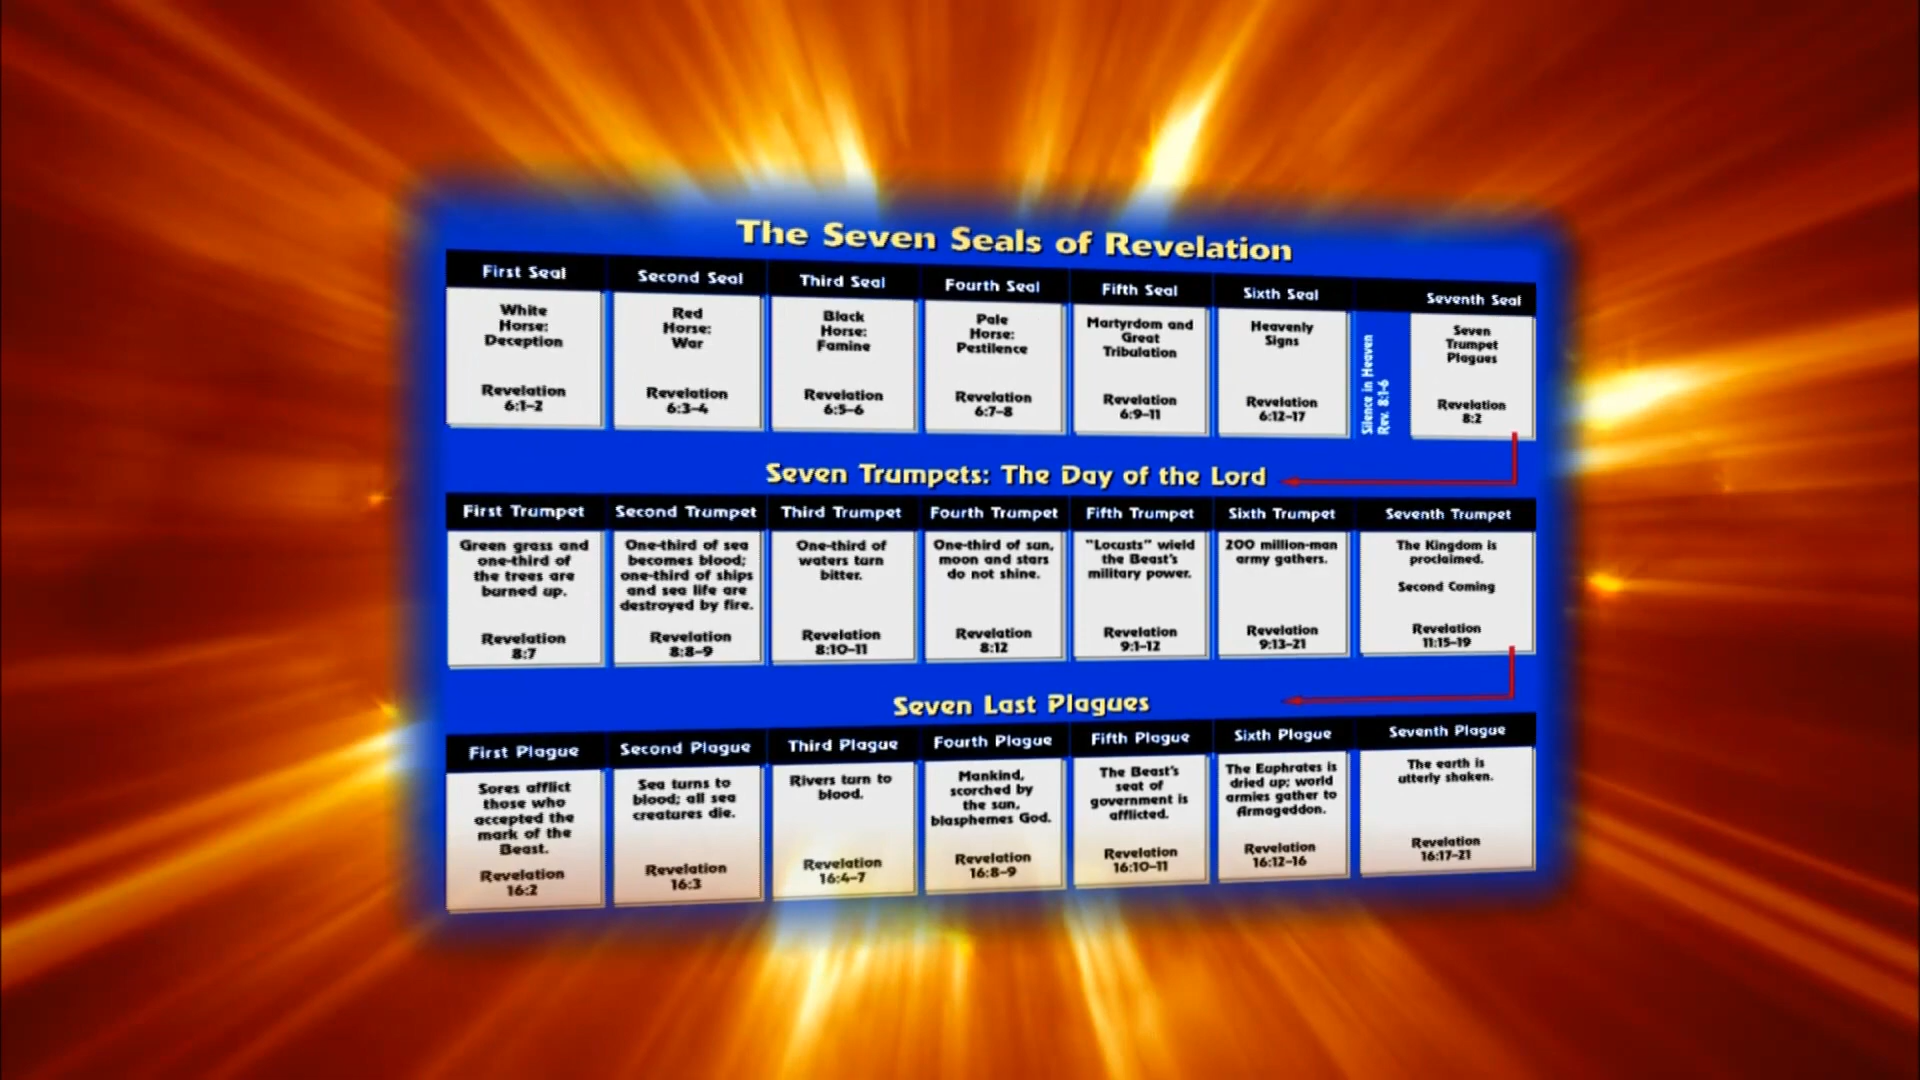 The Seven Seals of Revelation
First Seal
White
Horse:
Deception
Revelation
6:1–2
Second Seal
Red
Horse:
War
Revelation
6:3–4
Third Seal
Black
Horse:
Famine
Revelation
6:5–6
Fourth Seal
Pale
Horse:
Pestilence
Revelation
6:7–8
Fifth Seal
Martyrdom and
Great
Tribulation
Revelation
6:9–11
Sixth Seal
Heavenly
Signs
Revelation
6:12–17
Silence in Heaven
Rev. 8:1-6
Seventh Seal
Seven
Trumpet
Plagues
Revelation
8:2
Seven Trumpets: The Day of the Lord
First Trumpet
Green grass and
one-third of
the trees are
burned up.
Revelation
8:7
Second Trumpet
One-third of sea
becomes blood;
one-third of ships
and sea life are
destroyed by fire.
Revelation
8:8–9
Third Trumpet
One-third of
waters turn
bitter.
Revelation
8:10–11
Fourth Trumpet
One-third of sun,
moon and stars
do not shine.
Revelation
8:12
Fifth Trumpet
"Locusts" wield
the Beast's
military power.
Revelation
9:1–12
Sixth Trumpet
200 million-man
army gathers.
Revelation
9:13–21
Seventh Trumpet
The Kingdom is
proclaimed.
Second Coming
Revelation
11:15–19
Seven Last Plagues
First Plague
Sores afflict
those who
accepted the
mark of the
Beast.
Revelation
16:2
Second Plague
Sea turns to
blood; all sea
creatures die.
Revelation
16:3
Third Plague
Rivers turn to
blood.
Revelation
16:4–7
Fourth Plague
Mankind,
scorched by
the sun,
blasphemes God.
Revelation
16:8–9
Fifth Plague
The Beast's
seat of
government is
afflicted.
Revelation
16:10–11
Sixth Plague
The Euphrates is
dried up; world
armies gather to
Armageddon.
Revelation
16:12–16
Seventh Plague
The earth is
utterly shaken.
Revelation
16:17–21